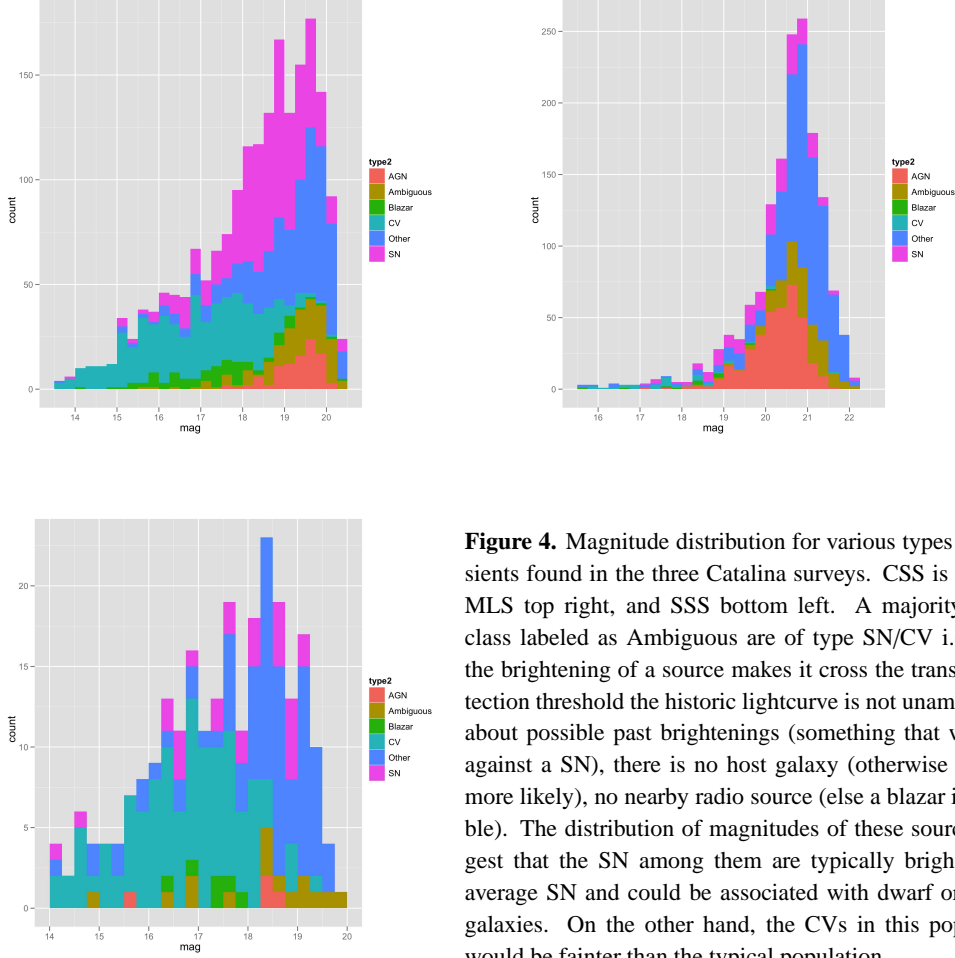 150
100
50
0
count
14 15 16 17 18 19 20
mag
type2
AGN
Ambiguous
Blazar
CV
Other
SN
250
200
150
100
50
0
count
16 17 18 19 20 21 22
mag
type2
AGN
Ambiguous
Blazar
CV
Other
SN
20
15
10
5
0
count
14 15 16 17 18 19 20
mag
type2
AGN
Ambiguous
Blazar
CV
Other
SN
Figure 4. Magnitude distribution for various types
sients found in the three Catalina surveys. CSS is
MLS top right, and SSS bottom left. A majority
class labeled as Ambiguous are of type SN/CV i.
the brightening of a source makes it cross the trans
tection threshold the historic lightcurve is not unam
about possible past brightenings (something that
against a SN), there is no host galaxy (otherwise
more likely), no nearby radio source (else a blazar i
ble). The distribution of magnitudes of these sourc
gest that the SN among them are typically brigh
average SN and could be associated with dwarf or
galaxies. On the other hand, the CVs in this pop
would be fainter than the typical population